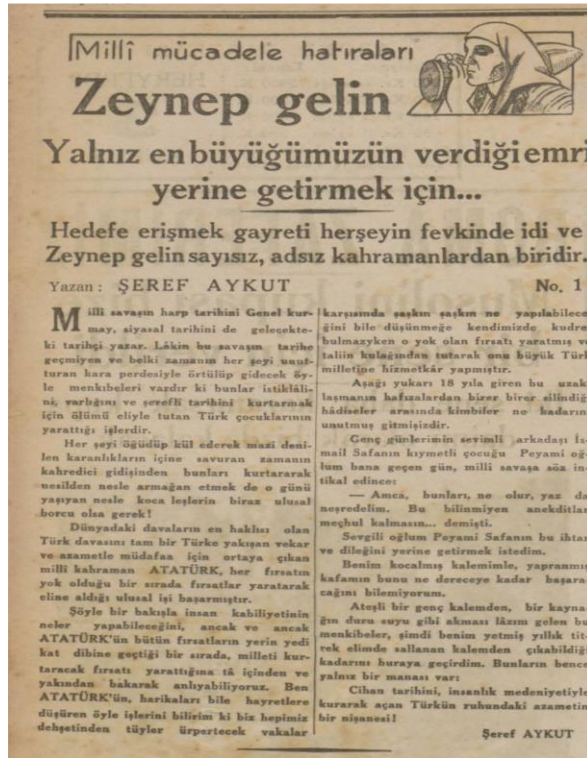 Millî mücadele hatıraları
Zeynep gelin
Yalnız en büyüğümüzün verdiği emri
yerine getirmek için...
Hedefe erişmek gayreti herşeyin fevkinde idi ve
Zeynep gelin sayısız, adsız kahramanlardan biridir.
Yazan: ŞEREF AYKUT No. 1
Millî savaşın harp tarihini Genel kur-
may, siyasal tarihini de gelecekte-
ki tarihçi yazar. Lâkin bu savaşın tarihe
geçmiyen ve belki zamanın her şeyi unut-
turan kara perdesiyle örtülüp gidecek öy-
le menkıbeleri vardır ki bunlar istiklâli-
ni, varlığını ve şerefli tarihini kurtarmak
için ölümü eliyle tutan Türk çocuklarının
yarattığı işlerdir.
Her şeyi öğüdüp kül ederek mazi deni-
len karanlıkların içine savuran zamanın
kahredici gidişinden bunları kurtararak
nesilden nesle armağan etmek de o günü
yaşıyan nesle koca leşlerin biraz ulusal
borcu olsa gerek!
Dünyadaki davaların en haklısı olan
Türk davasını tam bir Türke yakışan vekar
ve azametle müdafaa için ortaya çıkan
millî kahraman ATATÜRK, her fırsatın
yok olduğu bir sırada fırsatlar yaratarak
eline aldığı ulusal işi başarmıştır.
Şöyle bir bakışla insan kabiliyetinin
neler yapabileceğini, ancak ve ancak
ATATÜRK'ün bütün fırsatların yerin yedi
kat dibine geçtiği bir sırada, milleti kur-
taracak fırsatı yarattığına tâ içinden ve
yakından bakarak anlıyabiliyoruz. Ben
ATATÜRK'ün, harikaları bile hayretlere
düşüren öyle işlerini bilirim ki biz hepimiz
dehşetinden tüyler ürpertecek vakalar
karşısında şaşkın şaşkın ne yapılabilece
ğini bile düşünmeğe kendimizde kudre
bulmazyken o yok olan fırsatı yaratmış v
taliin kulağından tutarak onu büyük Türk
milletine hizmetkâr yapmıştır.
Aşağı yukarı 18 yıla giren bu uzak
laşmanın hafızalardan birer birer silindiğ
hâdiseler arasında kimbiler ne kadarın
unutmuş gitmişizdir.
Genç günlerimin sevimli arkadaşı İs
mail Safanın kıymetli çocuğu Peyami oğ
lum bana geçen gün, milli savaşa söz in
tikal edince:
— Amca, bunları, ne olur, yaz da
neşredelim. Bu bilinmiyen anekditlar
meçhul kalmasın... demişti.
Sevgili oğlum Peyami Safanın bu ihtar
ve dileğini yerine getirmek istedim.
Benim kocalmış kalemimle, yapranmı
kafamın bunu ne dereceye kadar başara
cağını bilemiyorum.
Ateşli bir genç kalemden, bir kayna
ğın duru suyu gibi akması lâzım gelen bu
menkibeler, şimdi benim yetmiş yıllık tit
rek elimde sallanan kalemden çıkabildiğ
kadarını buraya geçirdim. Bunların bence
yalnız bir manası var:
Cihan tarihini, insanlık medeniyetiyle
kurarak açan Türkün ruhundaki azametin
bir nişanesi!
Şeref AYKUT